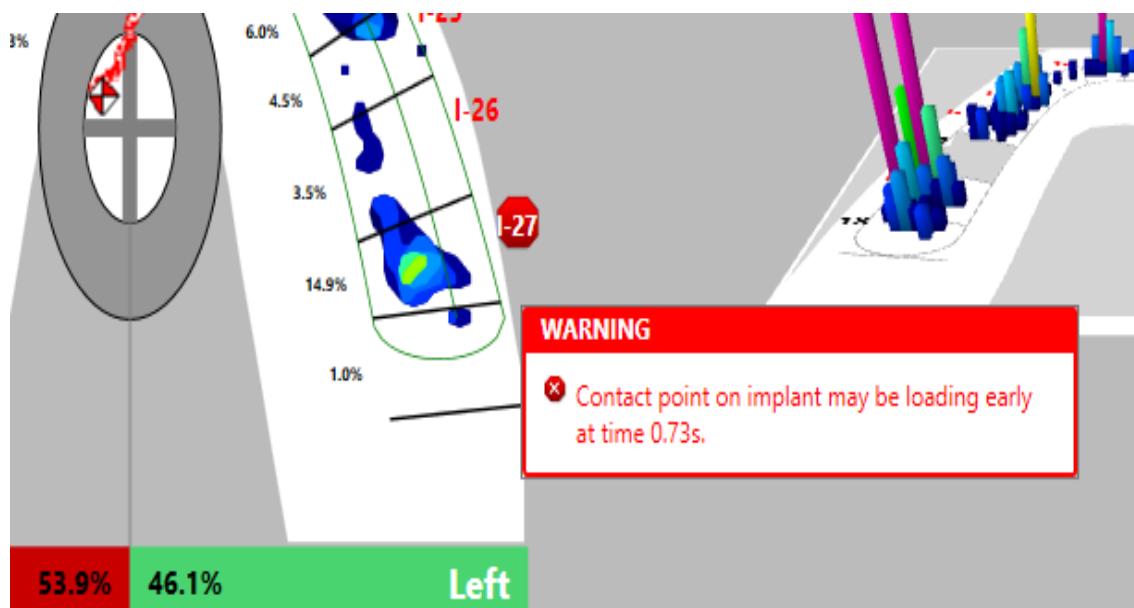 6.0%
4.5%
I-26
3.5%
I-27
14.9%
1.0%
WARNING
Contact point on implant may be loading early
at time 0.73s.
53.9% 46.1% Left